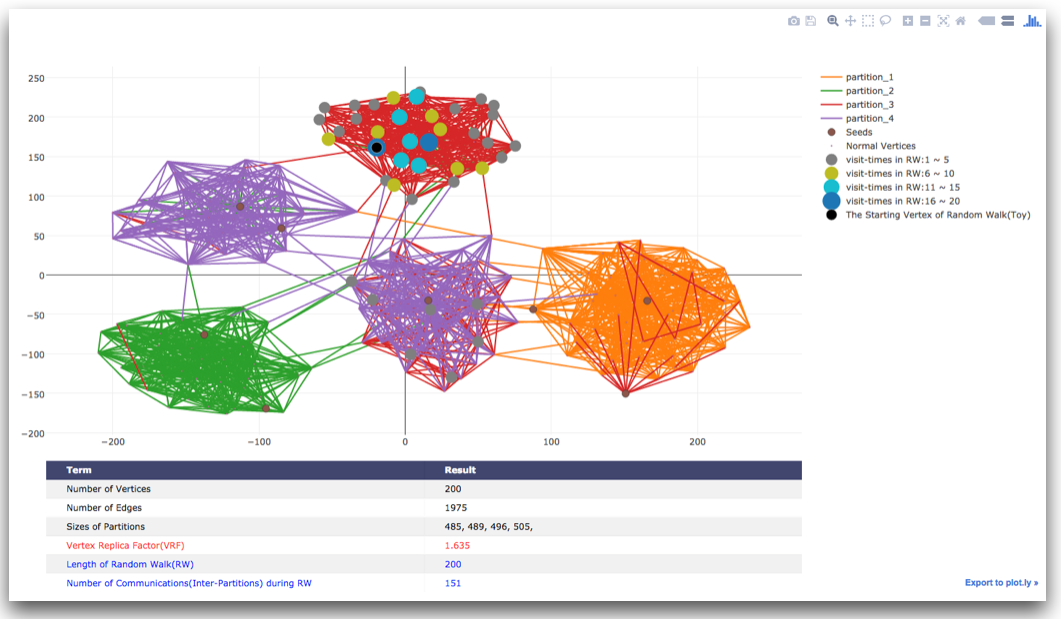 250
200
150
100
50
0
−50
−100
−150
−200
−200 −100 0 100 200
partition_1
partition_2
partition_3
partition_4
Seeds
Normal Vertices
visit-times in RW:1 ~ 5
visit-times in RW:6 ~ 10
visit-times in RW:11 ~ 15
visit-times in RW:16 ~ 20
The Starting Vertex of Random Walk(Toy)
Term Result
Number of Vertices 200
Number of Edges 1975
Sizes of Partitions 485, 489, 496, 505,
Vertex Replica Factor(VRF) 1.635
Length of Random Walk(RW) 200
Number of Communications(Inter-Partitions) during RW 151
Export to plot.ly »